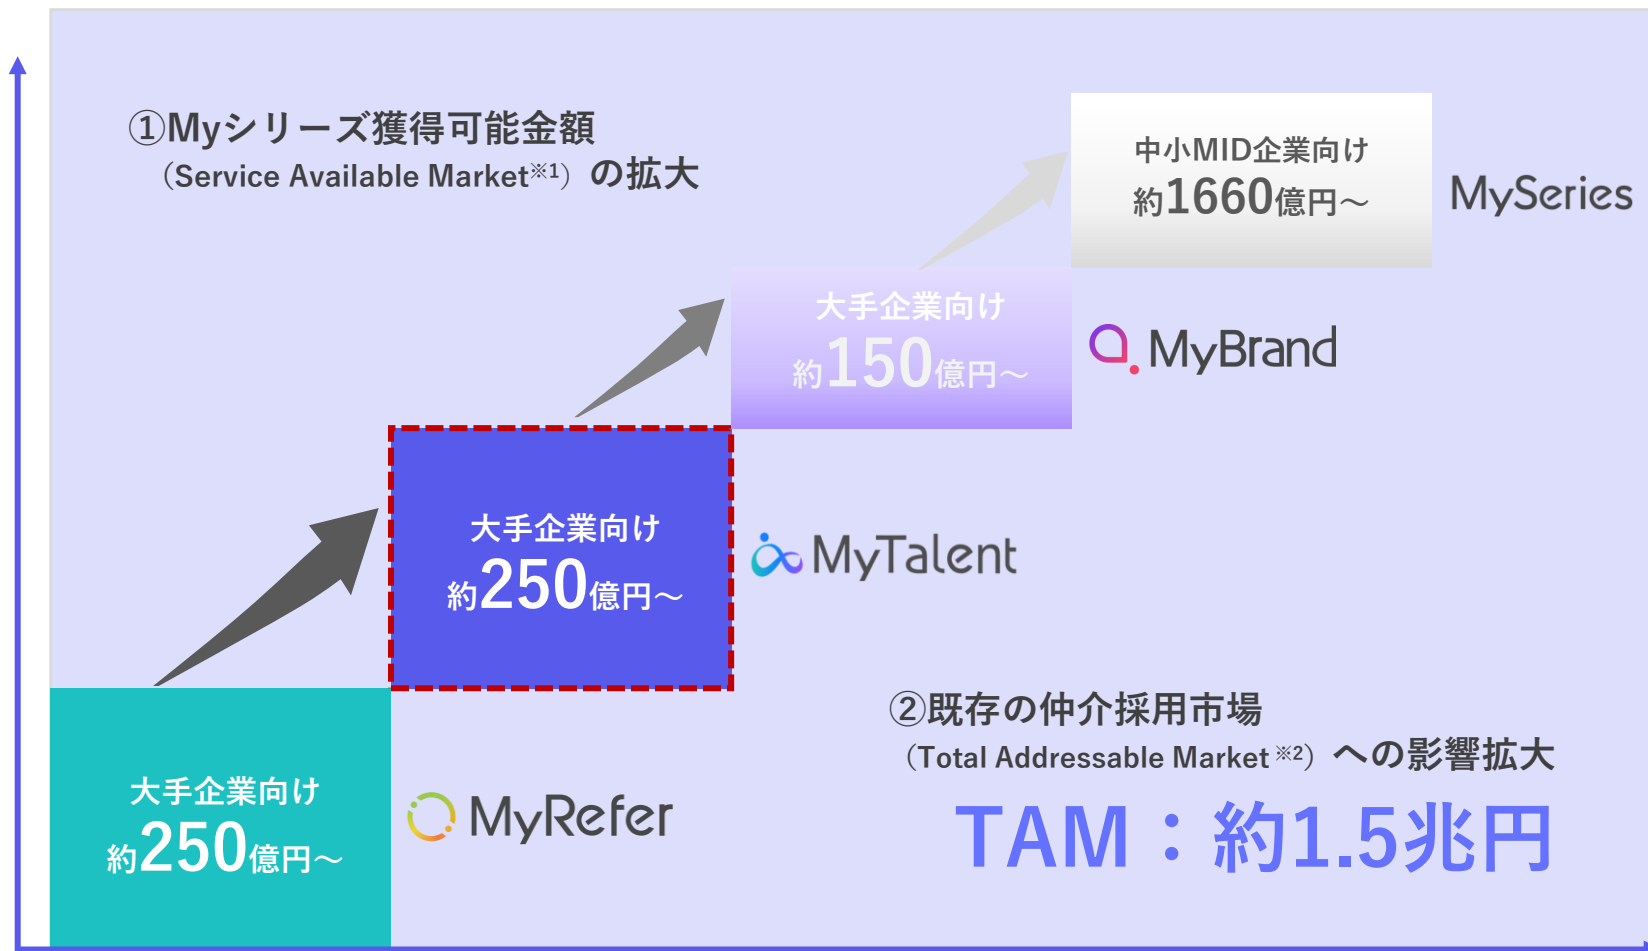 ①Myシリーズ獲得可能金額
（Service Available Market※1）の拡大
中小MID企業向け
約1660億円～
MySeries
大手企業向け
約150億円～
MyBrand
大手企業向け
約250億円～
MyTalent
②既存の仲介採用市場
（Total Addressable Market ※2）への影響拡大
TAM：約1.5兆円
大手企業向け
約250億円～
MyRefer